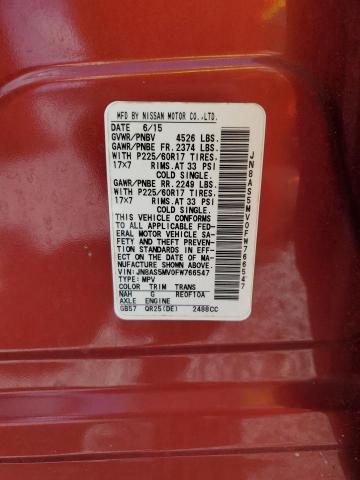 MFD BY NISSAN MOTOR CO.,LTD.
DATE 6/15
GVWR/PNBV 4526 LBS.
GAWR/PNBE FR. 2374 LBS.
WITH P225/60R17 TIRES,
17×7 RIMS.AT 33 PSI
COLD SINGLE.
GAWR/PNBE RR. 2249 LBS.
WITH P225/60R17 TIRES,
17×7 RIMS.AT 33 PSI
COLD SINGLE.
THIS VEHICLE CONFORMS
TO ALL APPLICABLE FED-
ERAL MOTOR VEHICLE SA-
FETY AND THEFT PREVEN-
TION STANDARDS IN EFF-
ECT ON THE DATE OF MA-
NUFACTURE SHOWN ABOVE.
VIN :JN8AS5MV0FW766547
TYPE: MPV
COLOR TRIM TRANS
NAH G RE0F10A
AXLE ENGINE
GB57 QR25(DE) 2488CC
JN8AS5MV0FW766547